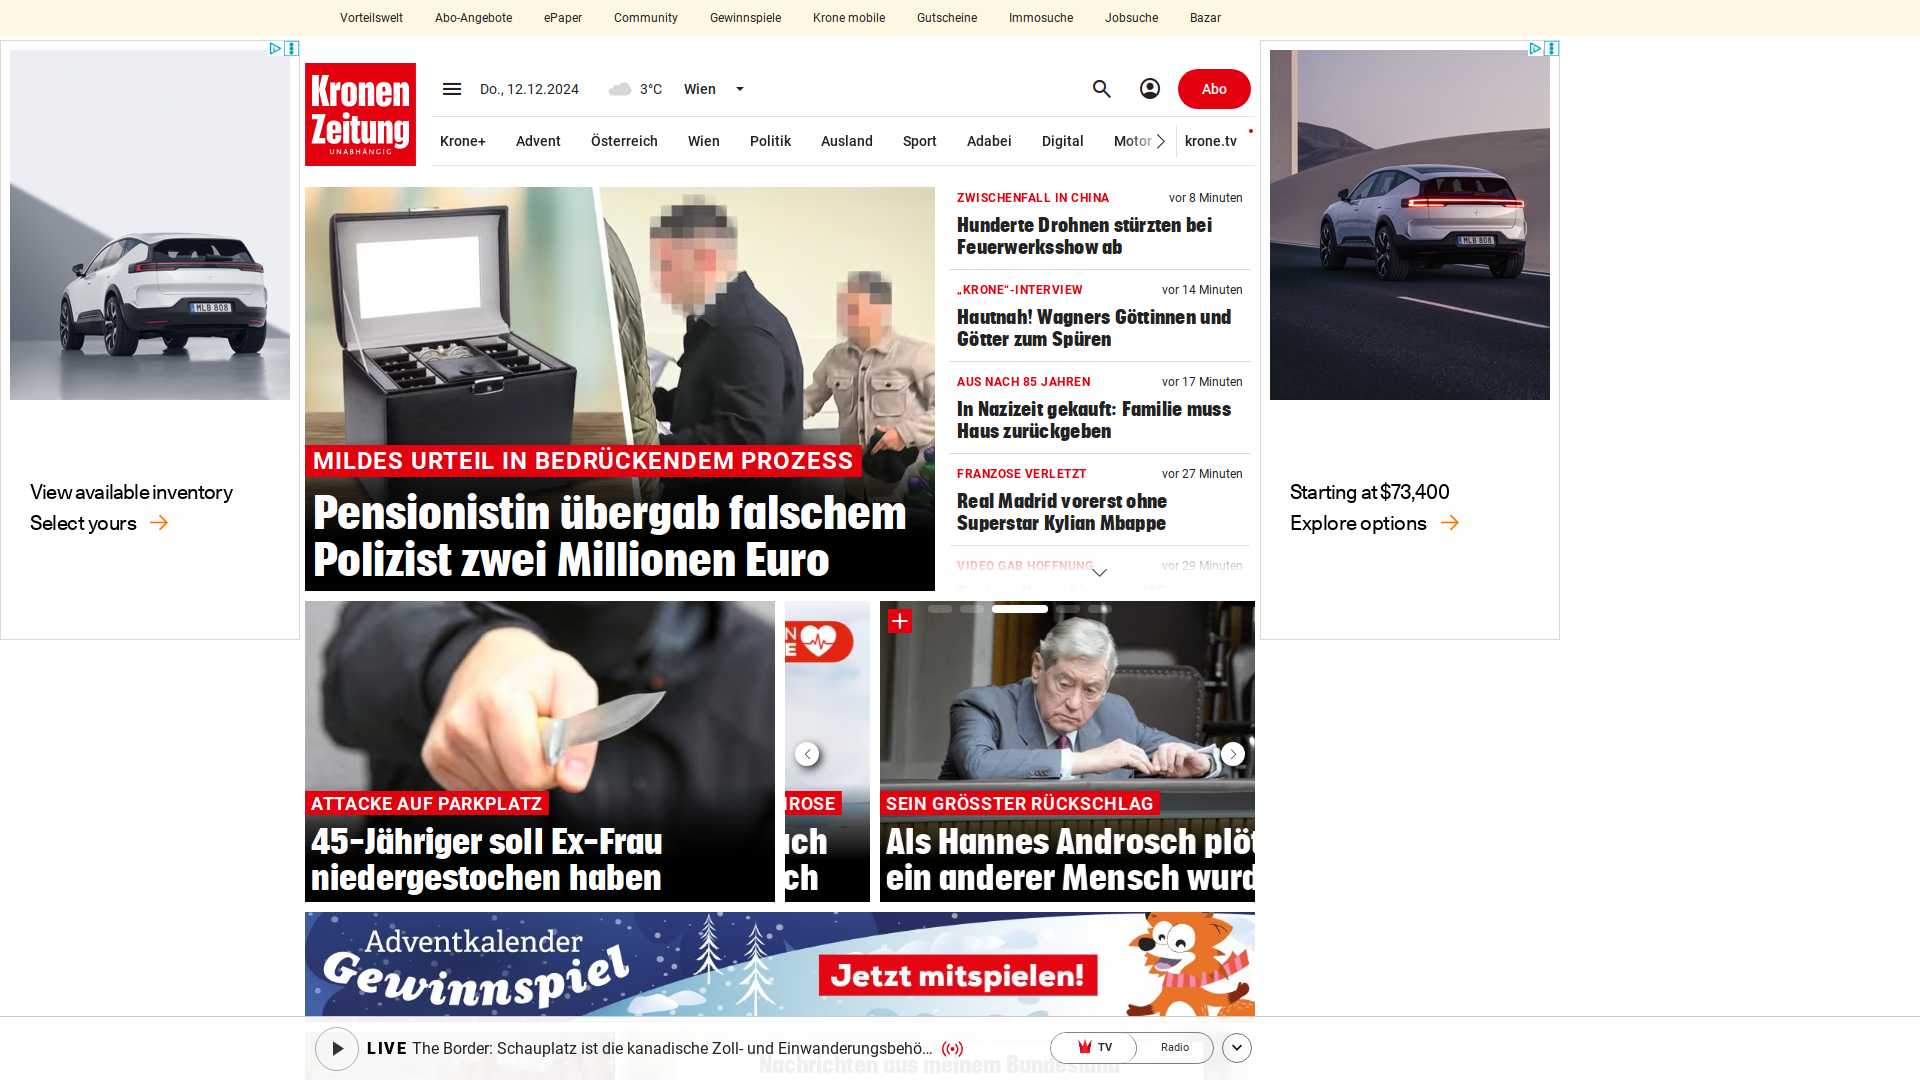 Vorteilswelt Abo-Angebote ePaper Community Gewinnspiele Krone mobile Gutscheine Immosuche Jobsuche Bazar
Kronen
Zeitung
UNABHÄNGIG
Do., 12.12.2024 3°C Wien
Abo
Krone+ Advent Österreich Wien Politik Ausland Sport Adabei Digital Motor krone.tv
MLB 808
View available inventory
Select yours
MILDES URTEIL IN BEDRÜCKENDEM PROZESS
Pensionistin übergab falschem
Polizist zwei Millionen Euro
ZWISCHENFALL IN CHINA vor 8 Minuten
Hunderte Drohnen stürzten bei
Feuerwerksshow ab
„KRONE“-INTERVIEW vor 14 Minuten
Hautnah! Wagners Göttinnen und
Götter zum Spüren
AUS NACH 85 JAHREN vor 17 Minuten
In Nazizeit gekauft: Familie muss
Haus zurückgeben
FRANZOSE VERLETZT vor 27 Minuten
Real Madrid vorerst ohne
Superstar Kylian Mbappe
VIDEO GAB HOFFNUNG vor 29 Minuten
MLB 808
Starting at $73,400
Explore options
ATTACKE AUF PARKPLATZ
45-Jähriger soll Ex-Frau
niedergestochen haben
N
E
IROSE
ich
ch
SEIN GRÖSSTER RÜCKSCHLAG
Als Hannes Androsch plöt
ein anderer Mensch wurd
Adventkalender
Gewinnspiel
Jetzt mitspielen!
LIVE The Border: Schauplatz ist die kanadische Zoll- und Einwanderungsbehö...
TV Radio
Nachrichten aus meinem Bundesland